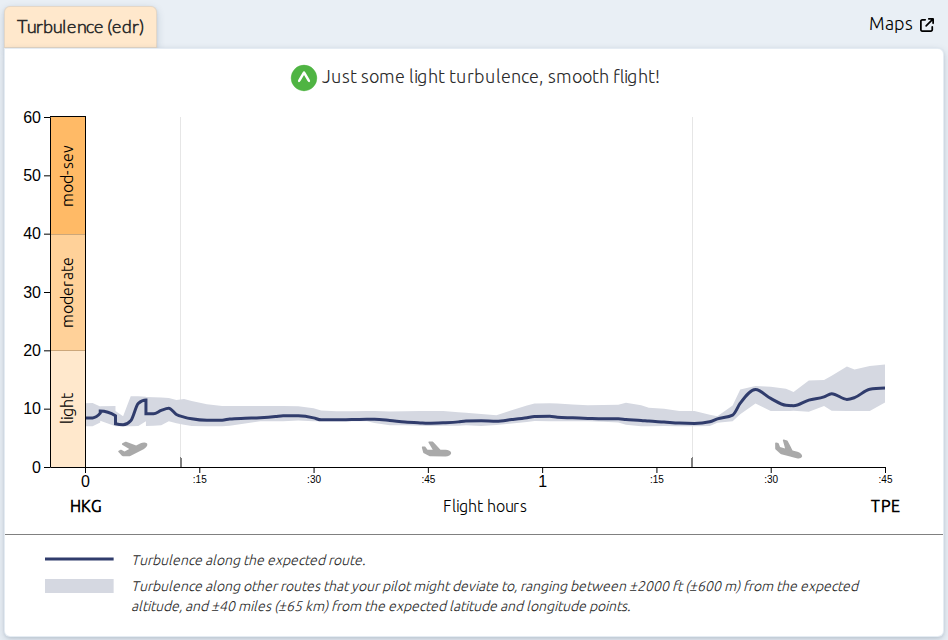 Turbulence (edr)
Maps
Just some light turbulence, smooth flight!
60
50
40
30
20
10
0
mod-sev
moderate
light
0
:15
:30
:45
1
:15
:30
:45
HKG
Flight hours
TPE
Turbulence along the expected route.
Turbulence along other routes that your pilot might deviate to, ranging between ±2000 ft (±600 m) from the expected
altitude, and ±40 miles (±65 km) from the expected latitude and longitude points.